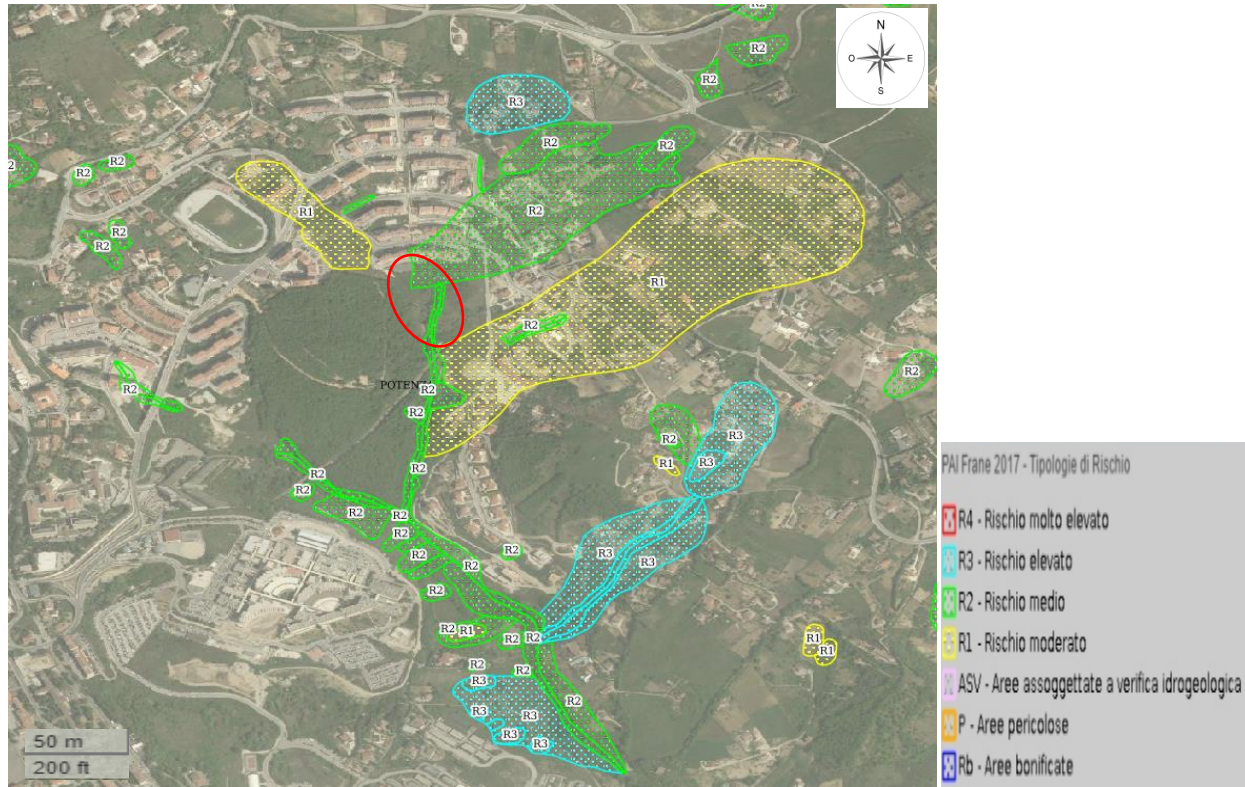 N
O
E
S
R2
R2
R2
R3
R2
R2
2
R2
R2
R2
R1
R2
R2
R2
R1
R2
R2
POTENZ
R2
R2
R2
R2
R3
R1
R3
R2
R2
R2
R2
R2
R2
R2
R2
R3
R3
R2
R2
R2
R2
R1
R2
R2
R1
R1
R2
R2
R3
R2
R3
R3
R3
R3
50 m
200 ft
PAI Frane 2017 - Tipologie di Rischio
R4 - Rischio molto elevato
R3 - Rischio elevato
R2 - Rischio medio
R1 - Rischio moderato
ASV - Aree assoggettate a verifica idrogeologica
P - Aree pericolose
Rb - Aree bonificate